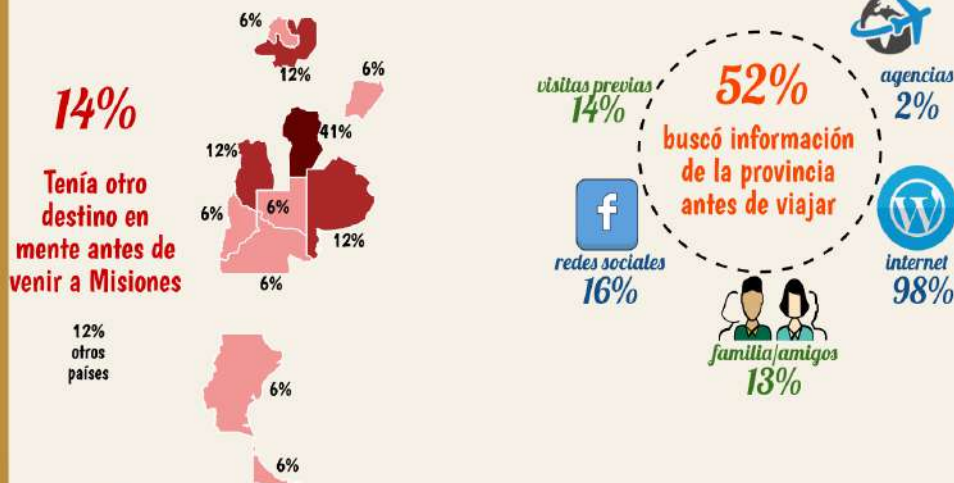 14%
Tenía otro
destino en
mente antes de
venir a Misiones
12%
otros
países
6%
12%
6%
41%
12%
6%
6%
12%
6%
6%
6%
52%
buscó información
de la provincia
antes de viajar
visitas previas
14%
agencias
2%
redes sociales
16%
internet
98%
familia/amigos
13%